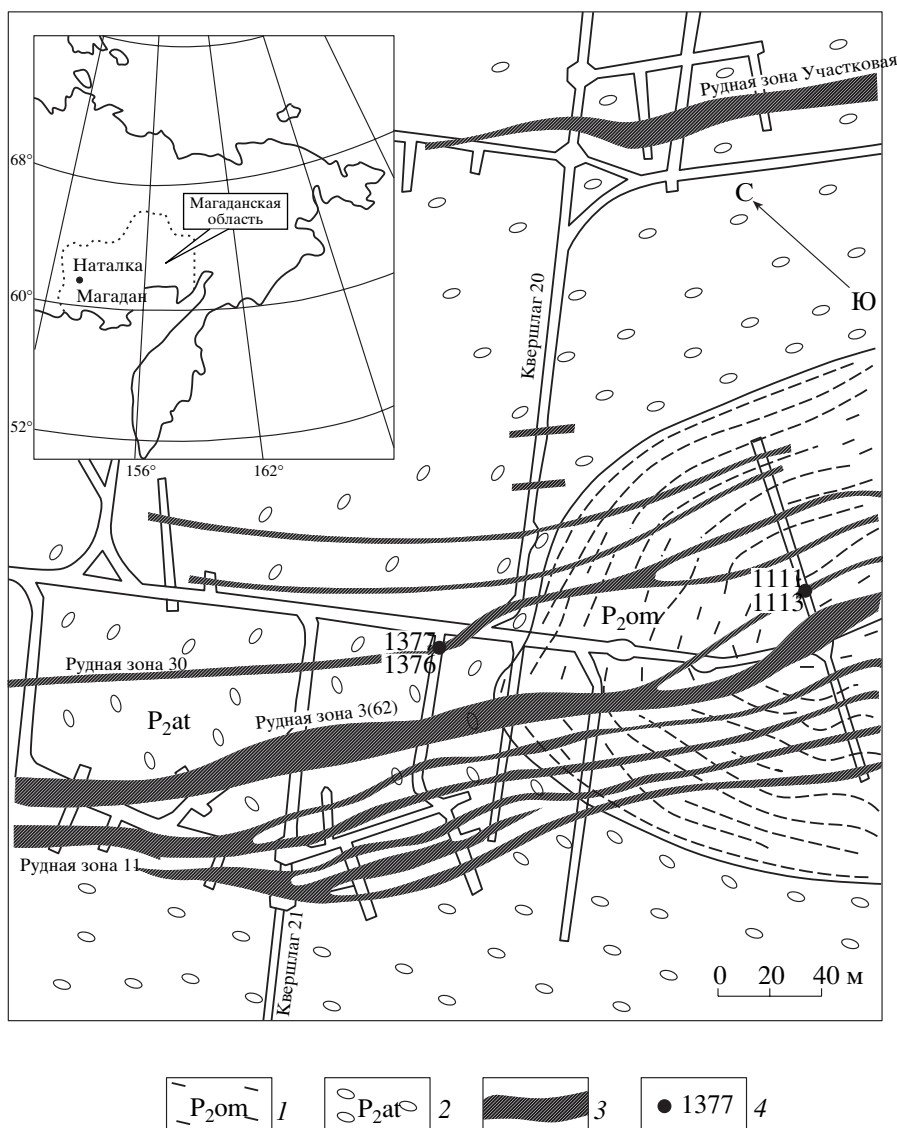 Рудная зона Участковая
68°
Магаданская
область
С
Наталка
Магадан
60°
Ю
Квершлаг 20
52°
156°
162°
1111
1113
P₂om
1377
1376
Рудная зона 30
P₂at
Рудная зона 3(62)
Рудная зона 11
Квершлаг 21
0 20 40 м
P₂om 1
P₂at 2
3
1377 4